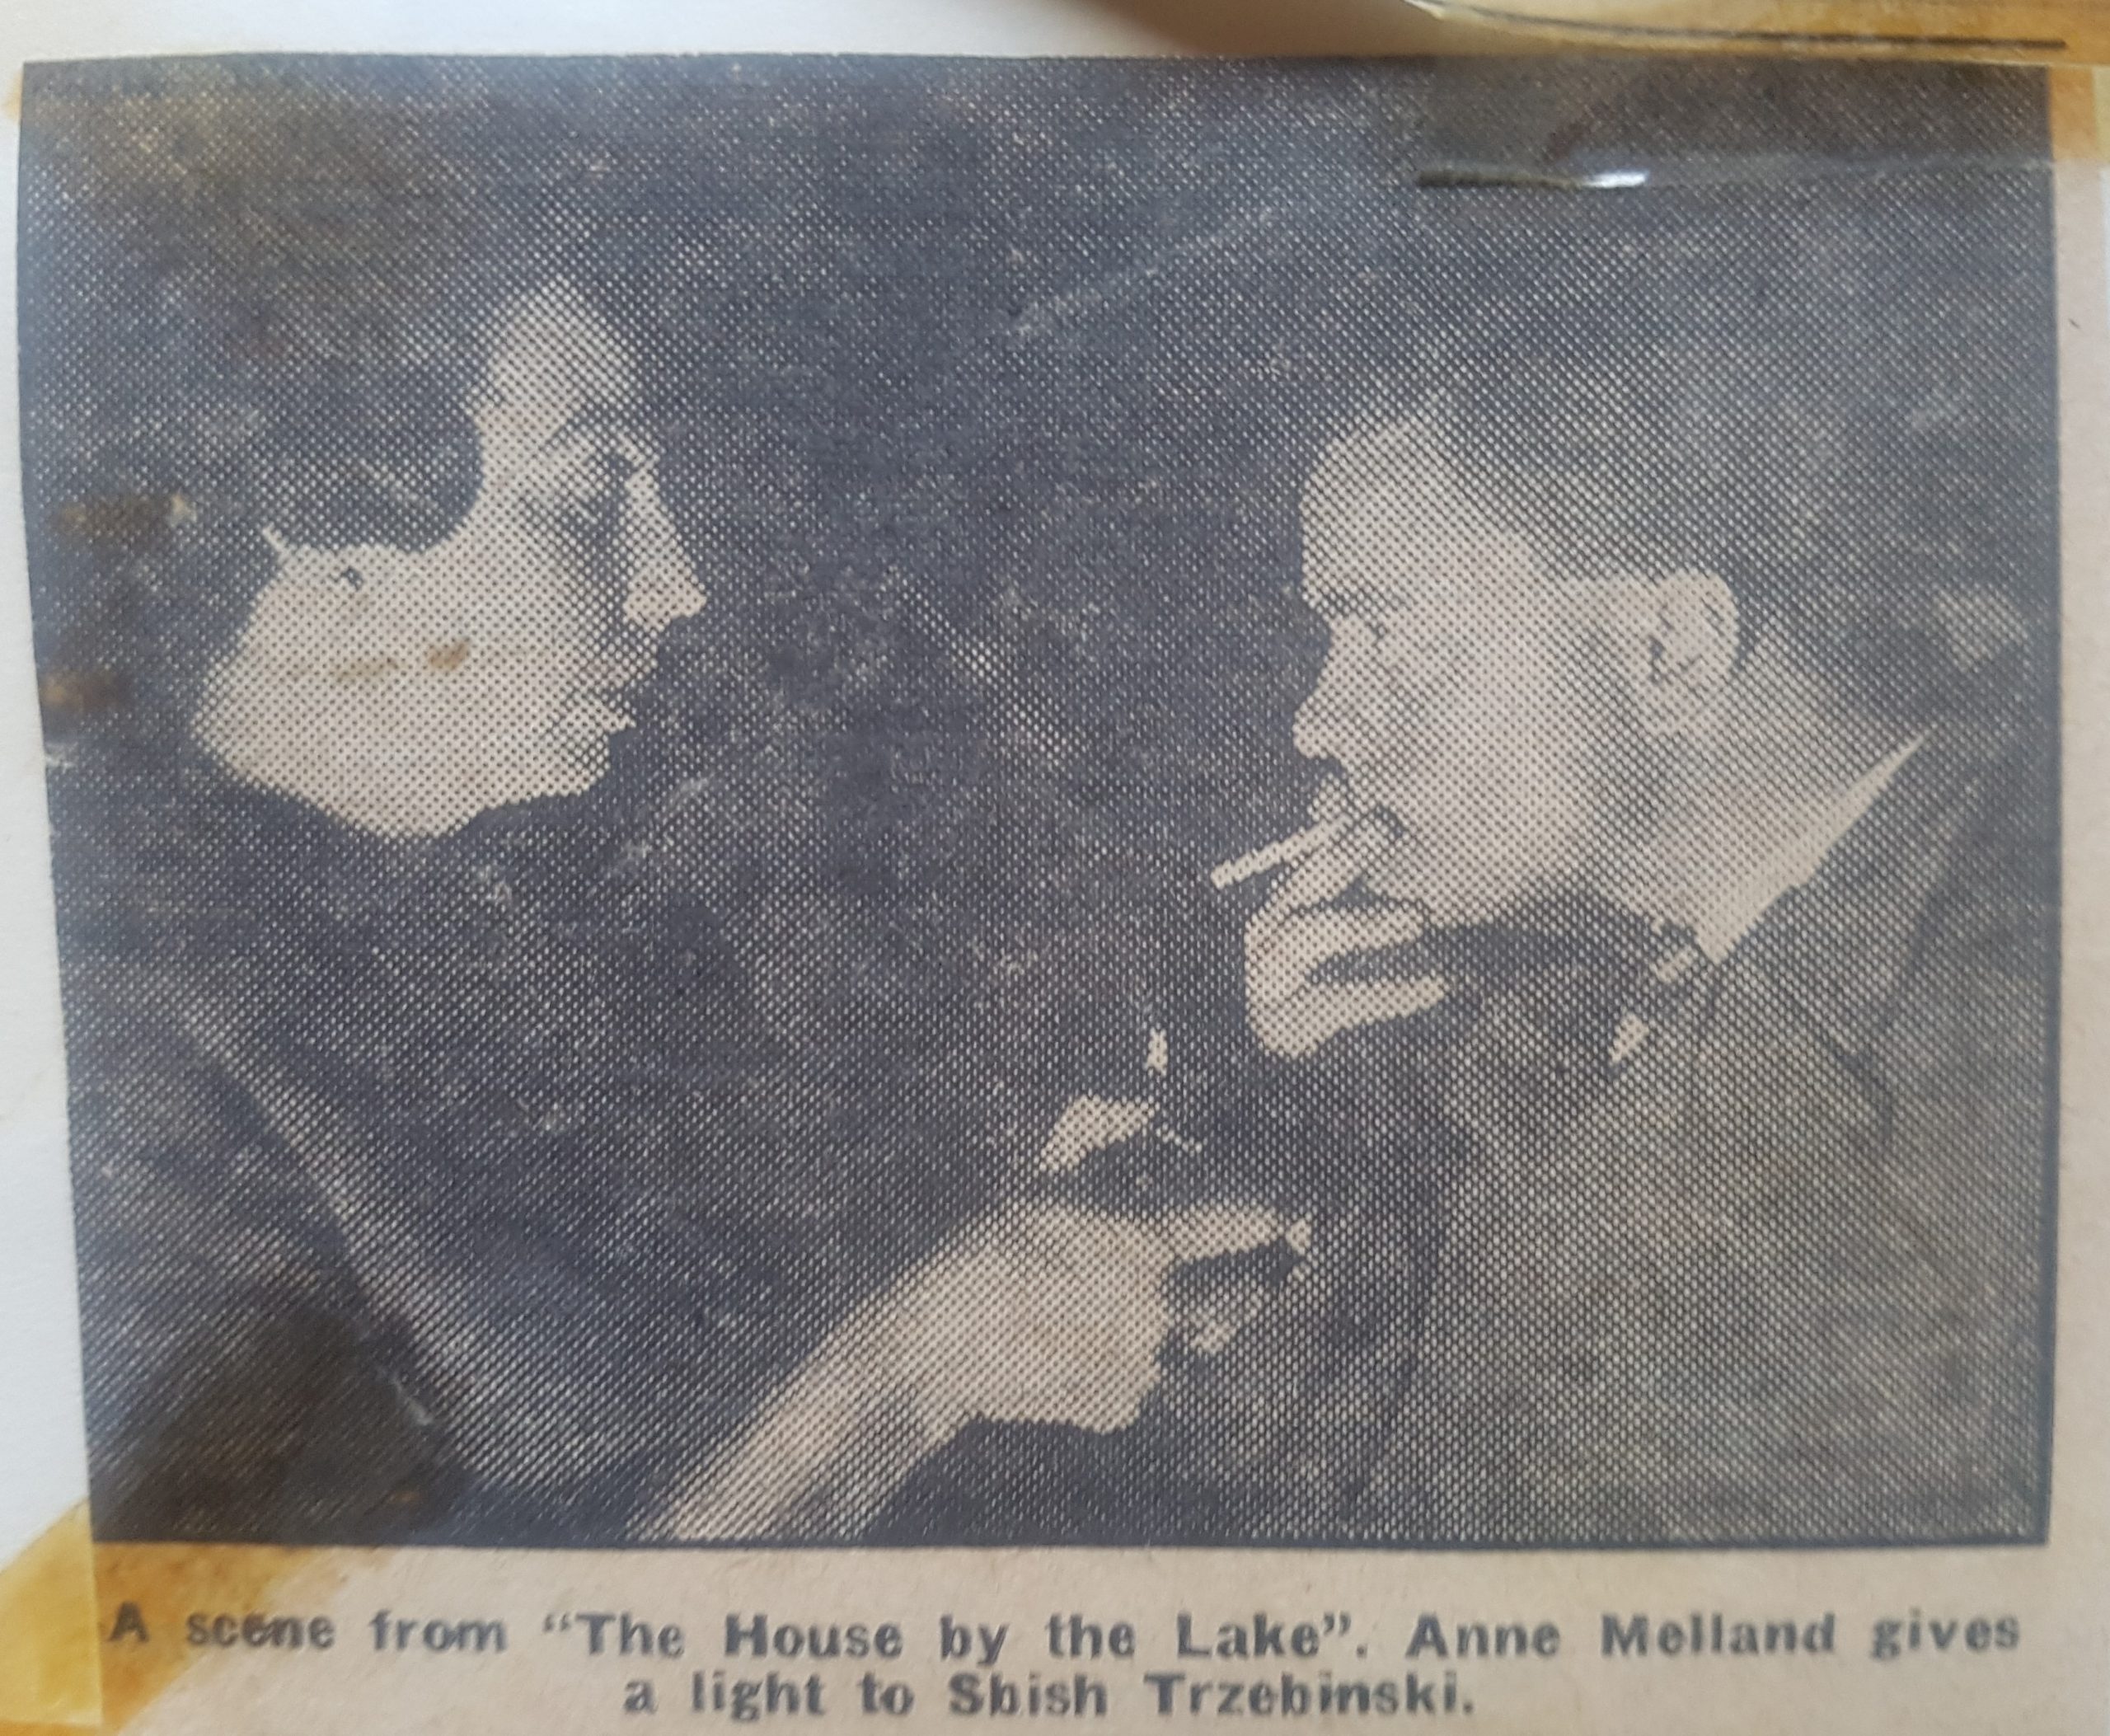 A scene from “The House by the Lake”. Anne Melland gives
a light to Sbish Trzebinski.